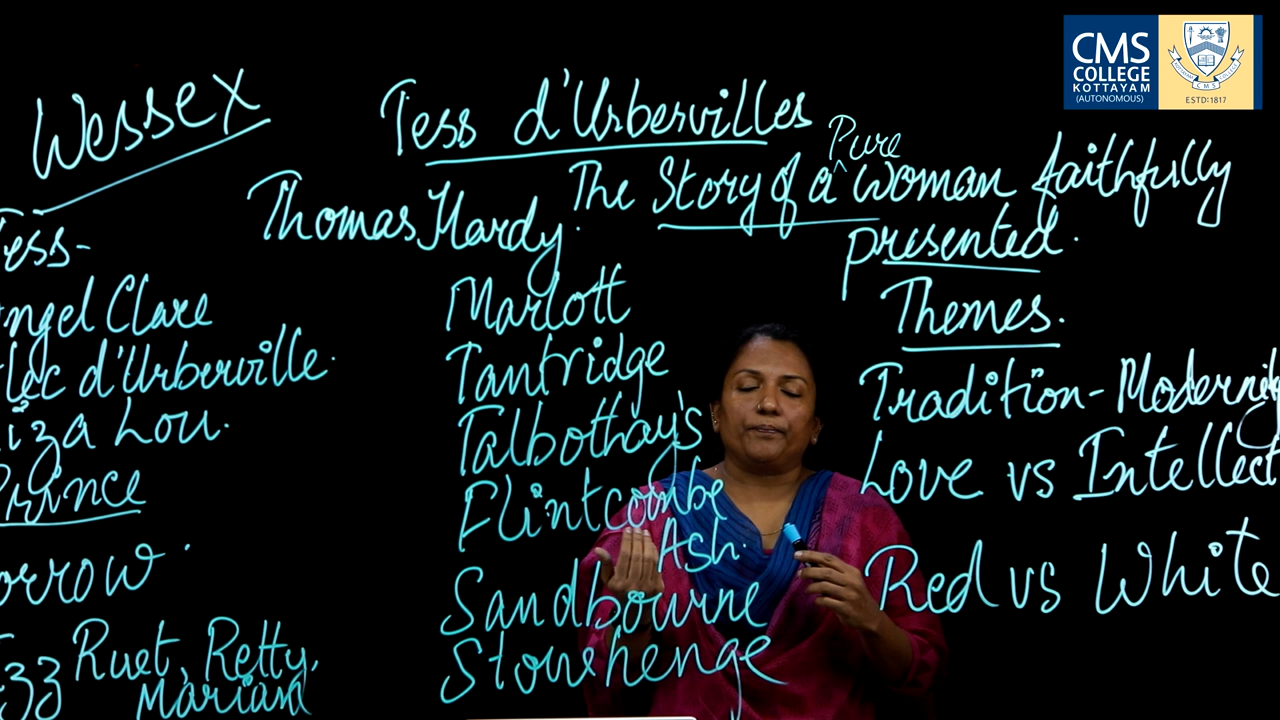 CMS
COLLEGE
KOTTAYAM
(AUTONOMOUS)
ESTD:1817
Wessex
Tess d'Urbervilles
The Story of a Pure Woman faithfully
presented.
Thomas Hardy.
ess-
ngel Clare
lec d'Urberville.
iza Lou.
Prince
orrow.
zz Ruet, Retty,
Marian
Marlott
Tantridge
Talbothay's
Flintcombe
Ash.
Sandbourne
Stonehenge
Themes.
Tradition-Modernity
Love vs Intellect
Red vs White